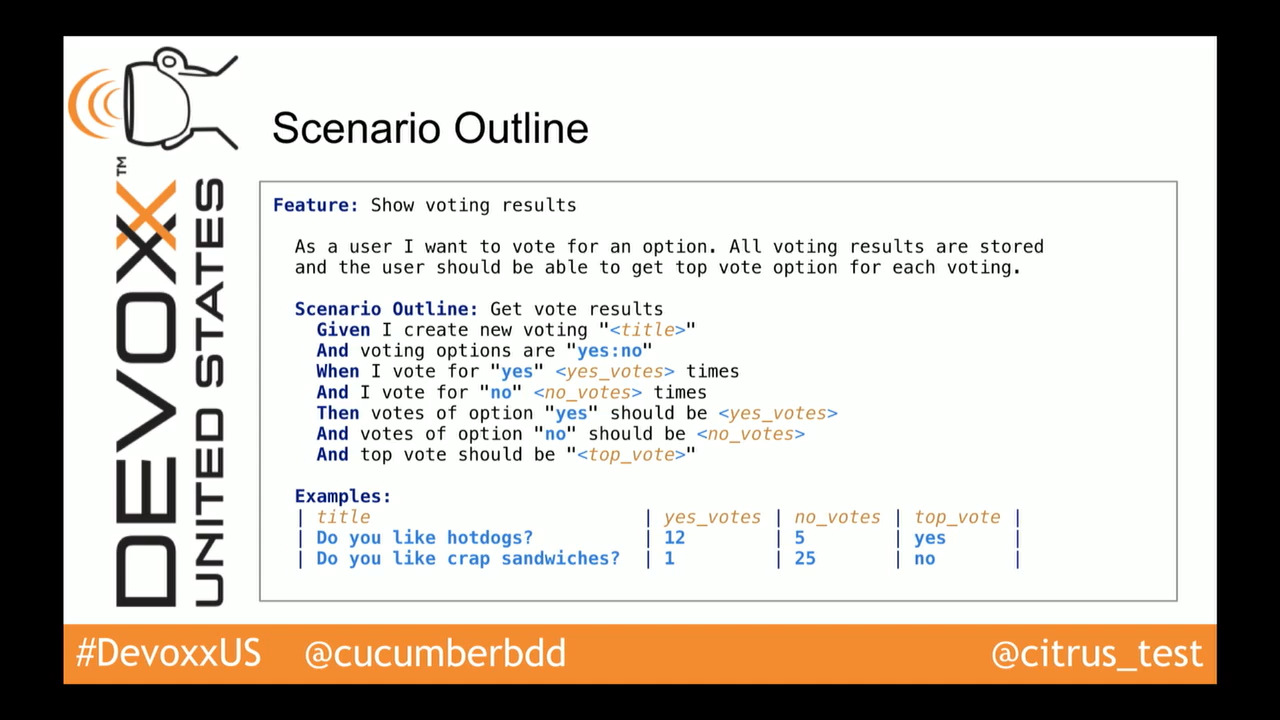 DEVOXX™
UNITED STATES
Scenario Outline
Feature: Show voting results
As a user I want to vote for an option. All voting results are stored
and the user should be able to get top vote option for each voting.
Scenario Outline: Get vote results
Given I create new voting "<title>"
And voting options are "yes:no"
When I vote for "yes" <yes_votes> times
And I vote for "no" <no_votes> times
Then votes of option "yes" should be <yes_votes>
And votes of option "no" should be <no_votes>
And top vote should be "<top_vote>"
Examples:
| title | yes_votes | no_votes | top_vote |
| Do you like hotdogs? | 12 | 5 | yes |
| Do you like crap sandwiches? | 1 | 25 | no |
#DevoxxUS @cucumberbdd @citrus_test